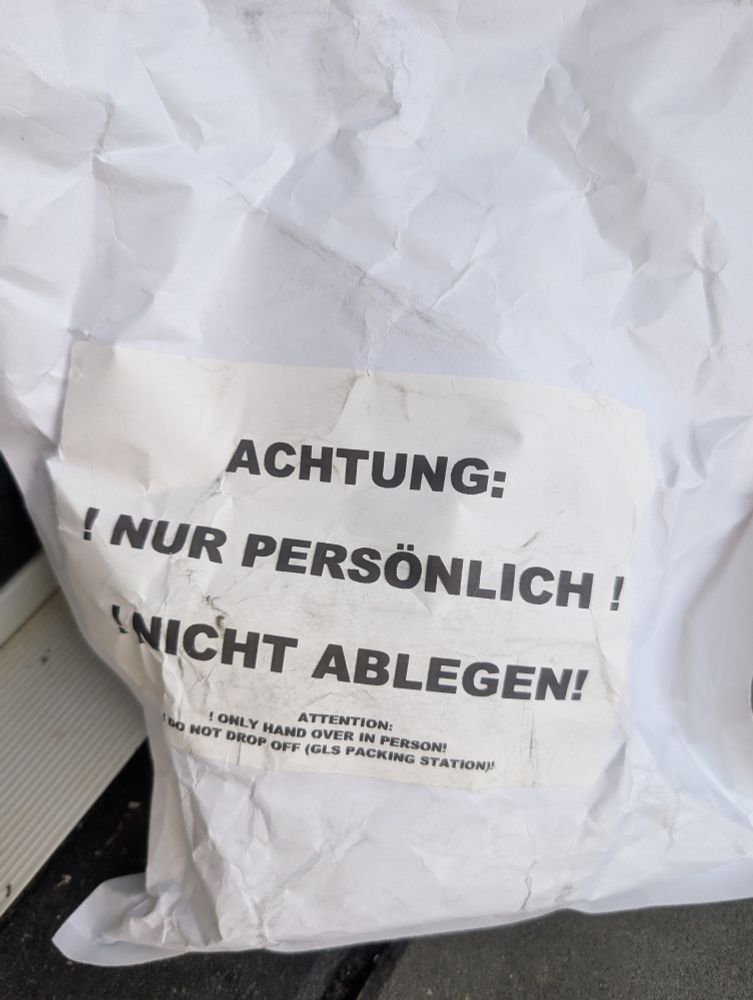 ACHTUNG:
! NUR PERSÖNLICH !
! NICHT ABLEGEN!
ATTENTION:
! ONLY HAND OVER IN PERSON!
! DO NOT DROP OFF (GLS PACKING STATION)!